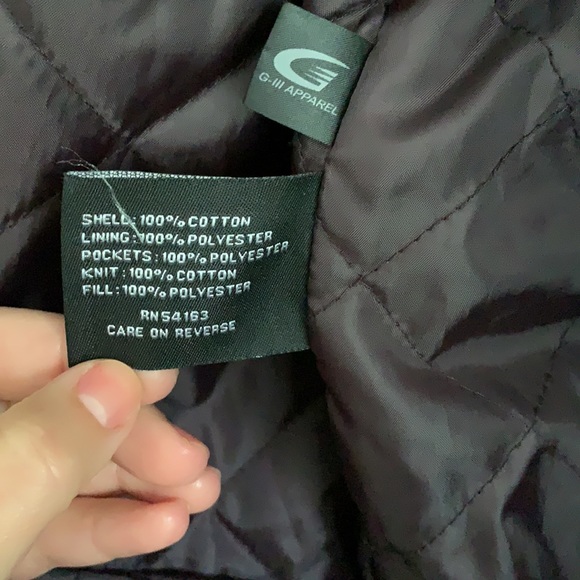 G-III APPAREL
SHELL: 100% COTTON
LINING: 100% POLYESTER
POCKETS: 100% POLYESTER
KNIT: 100% COTTON
FILL: 100% POLYESTER
RN54163
CARE ON REVERSE